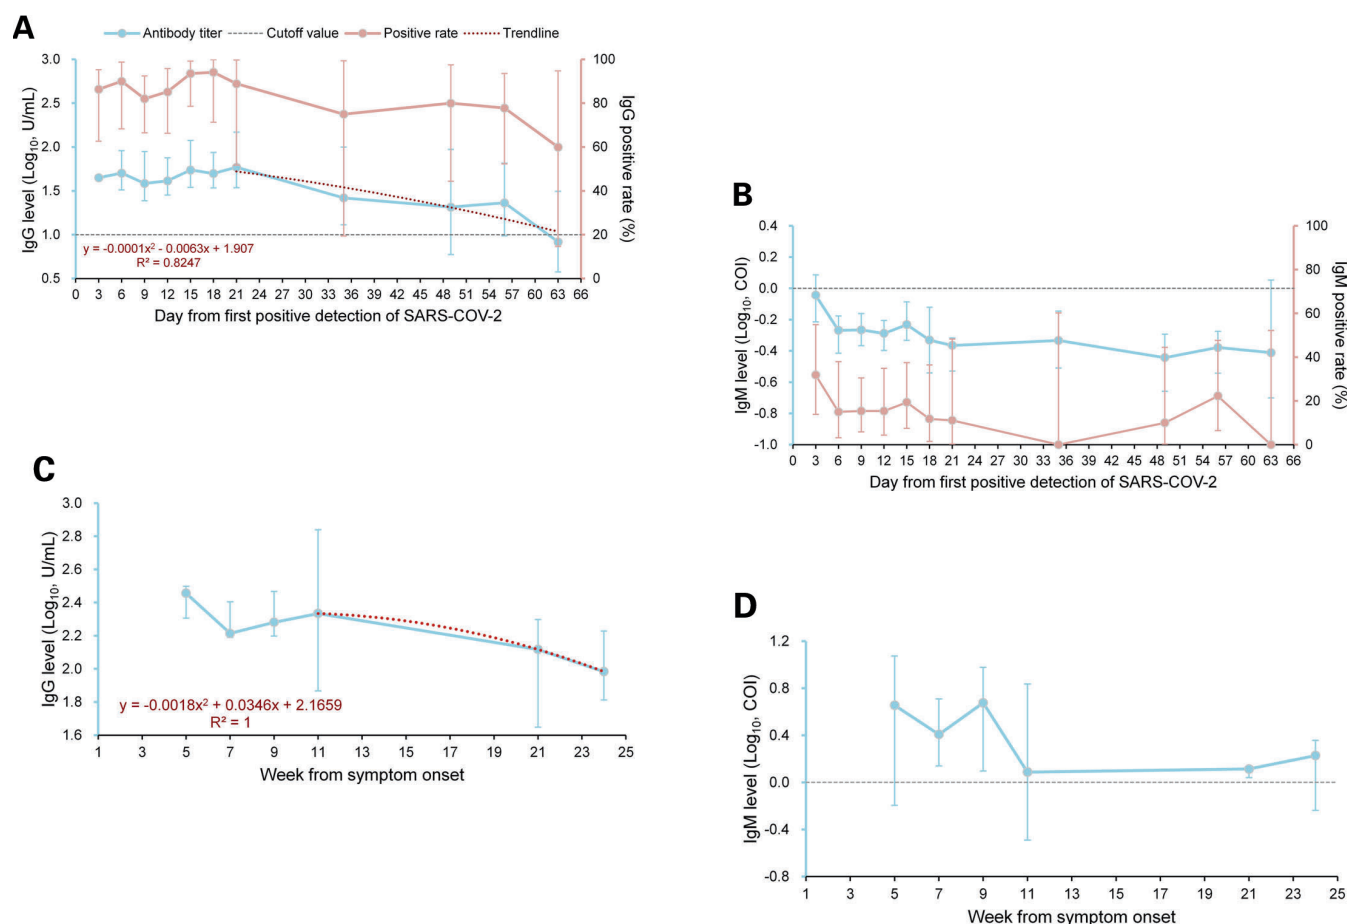 A
Antibody titer
Cutoff value
Positive rate
Trendline
IgG level (Log10, U/mL)
3.0
2.5
2.0
1.5
1.0
0.5
100
80
60
40
20
0
IgG positive rate (%)
y = -0.0001x² - 0.0063x + 1.907
R² = 0.8247
0 3 6 9 12 15 18 21 24 27 30 33 36 39 42 45 48 51 54 57 60 63 66
Day from first positive detection of SARS-COV-2
B
IgM level (Log10, COI)
0.4
0.2
0.0
-0.2
-0.4
-0.6
-0.8
-1.0
100
80
60
40
20
0
IgM positive rate (%)
0 3 6 9 12 15 18 21 24 27 30 33 36 39 42 45 48 51 54 57 60 63 66
Day from first positive detection of SARS-COV-2
C
IgG level (Log10, U/mL)
3.0
2.8
2.6
2.4
2.2
2.0
1.8
1.6
y = -0.0018x² + 0.0346x + 2.1659
R² = 1
1 3 5 7 9 11 13 15 17 19 21 23 25
Week from symptom onset
D
IgM level (Log10, COI)
1.2
0.8
0.4
0.0
-0.4
-0.8
1 3 5 7 9 11 13 15 17 19 21 23 25
Week from symptom onset